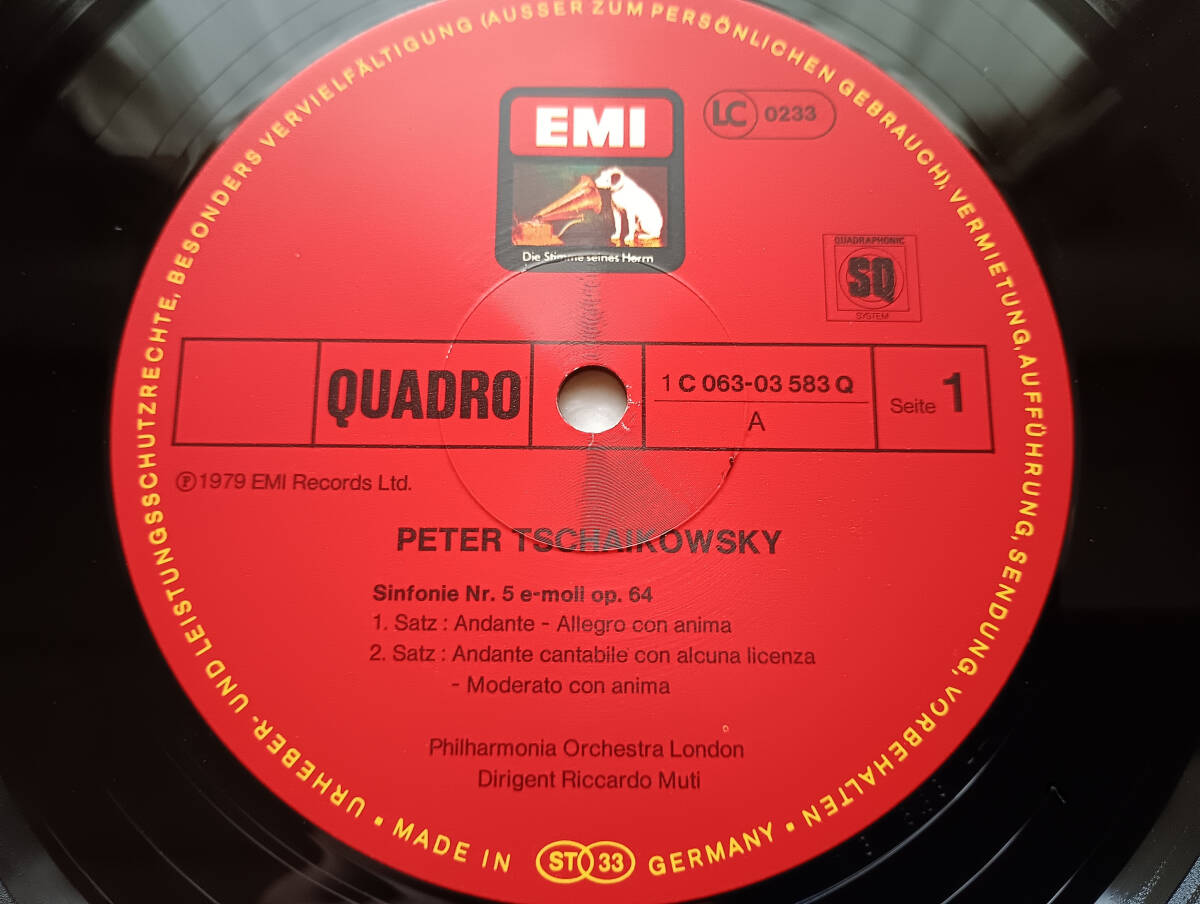 URHEBER- UND LEISTUNGSSCHUTZRECHTE, BESONDERS VERVIELFÄLTIGUNG (AUSSER ZUM PERSÖNLICHEN GEBRAUCH), VERMIETUNG, AUFFÜHRUNG, SENDUNG, VORBEHALTEN •
EMI
Die Stimme seines Herrn
LC 0233
QUADRAPHONIC
SQ
SYSTEM
QUADRO
1 C 063-03 583 Q
A
Seite 1
℗ 1979 EMI Records Ltd.
PETER TSCHAIKOWSKY
Sinfonie Nr. 5 e-moll op. 64
1. Satz : Andante - Allegro con anima
2. Satz : Andante cantabile con alcuna licenza
- Moderato con anima
Philharmonia Orchestra London
Dirigent Riccardo Muti
• MADE IN ST 33 GERMANY •